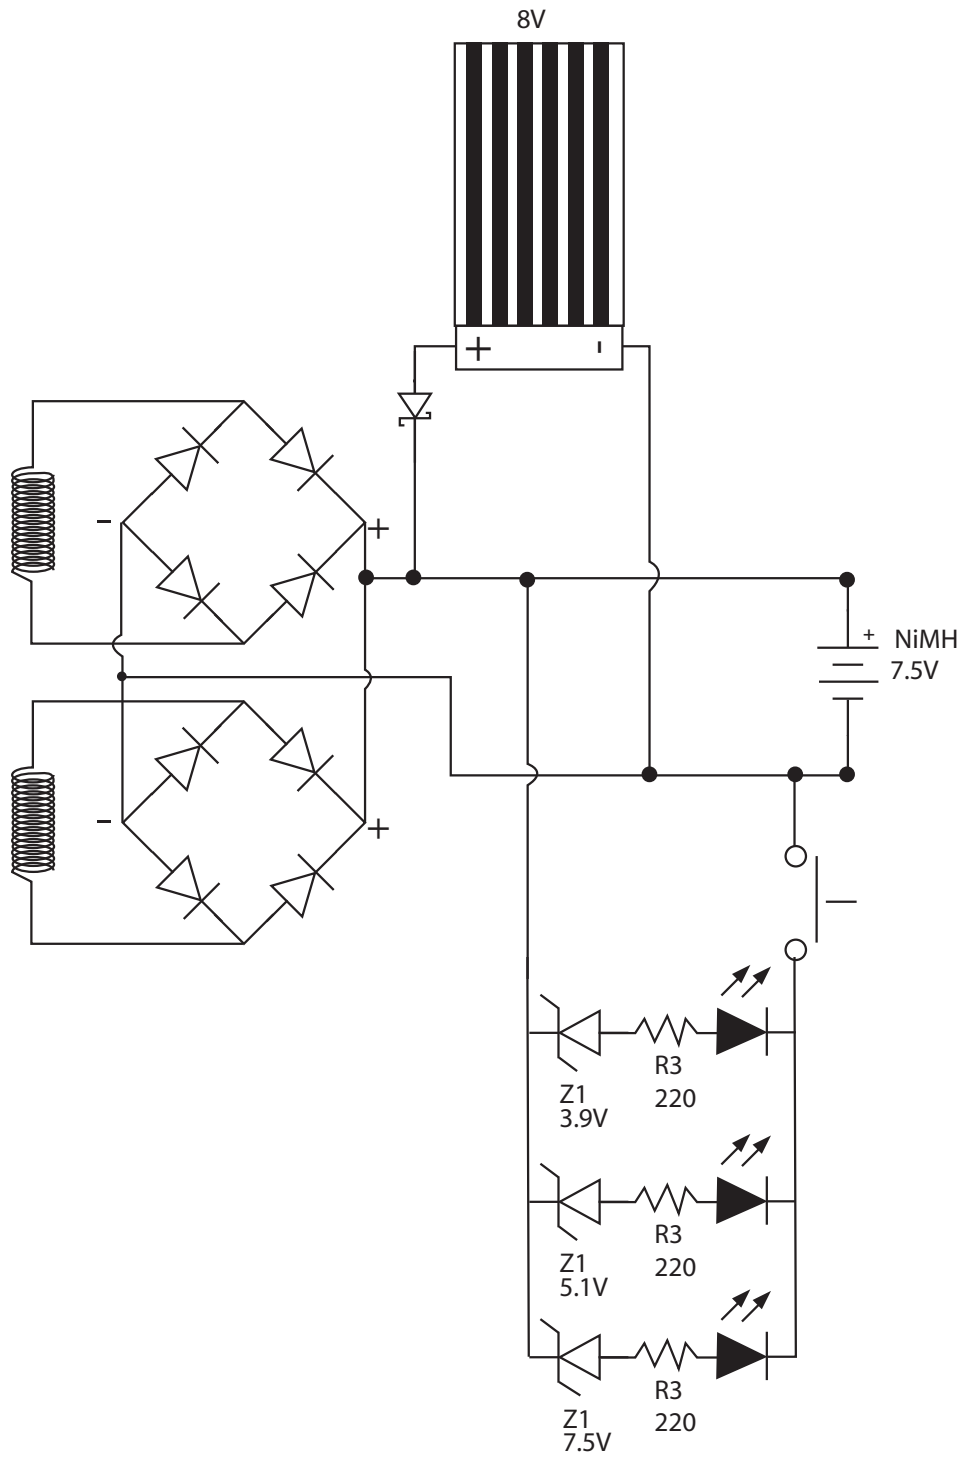 8V
+ -
- +
+
NiMH
7.5V
- +
R3
220
Z1
3.9V
R3
220
Z1
5.1V
R3
220
Z1
7.5V